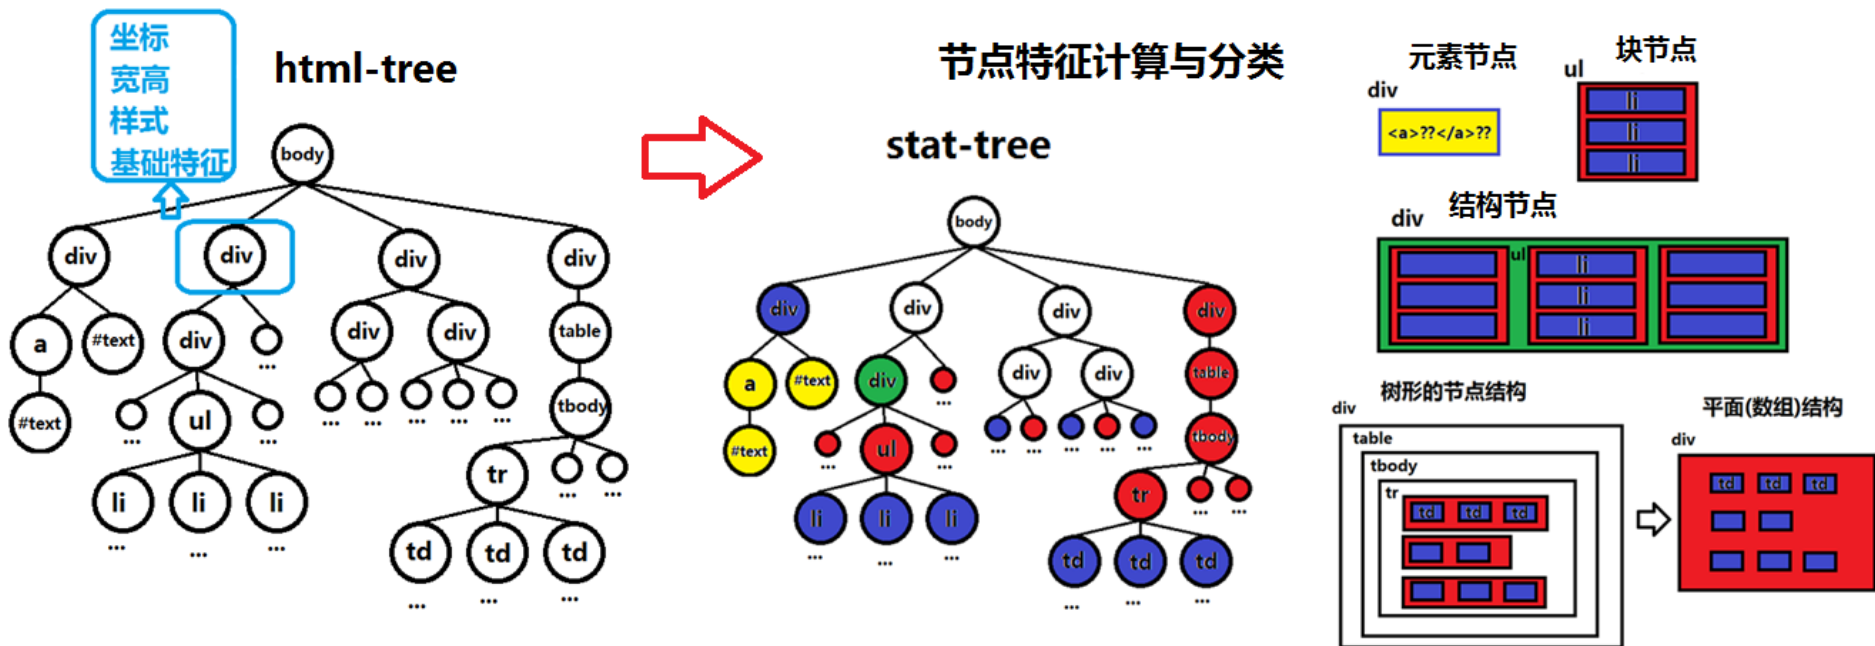 坐标
宽高
样式
基础特征
html-tree
body
div
div
div
div
a
#text
div
...
div
div
table
#text
...
ul
...
... ...
... ... ...
tbody
li
li
li
tr
...
...
...
...
...
td
td
td
...
...
...
节点特征计算与分类
stat-tree
body
div
div
div
div
a
#text
div
...
div
div
table
#text
...
ul
...
... ...
... ... ...
tbody
li
li
li
tr
...
...
...
...
...
td
td
td
...
...
...
元素节点
div
<a>??</a>??
块节点
ul
li
li
li
结构节点
div
ul
li
li
li
树形的节点结构
div
table
tbody
tr
td td td
平面(数组)结构
div
td td td